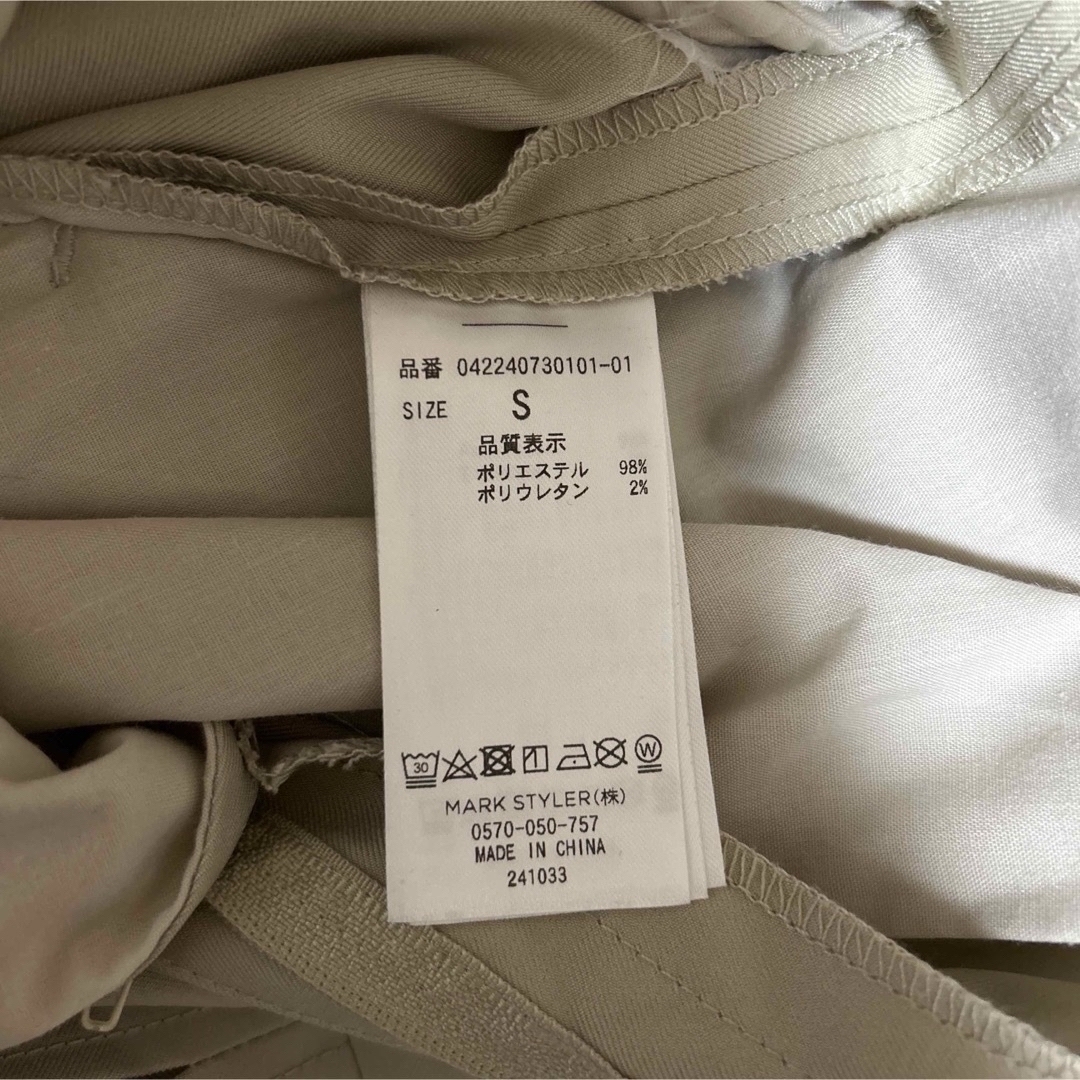 品番 042240730101-01
SIZE S
品質表示
ポリエステル 98%
ポリウレタン 2%
30 W
MARK STYLER(株)
0570-050-757
MADE IN CHINA
241033